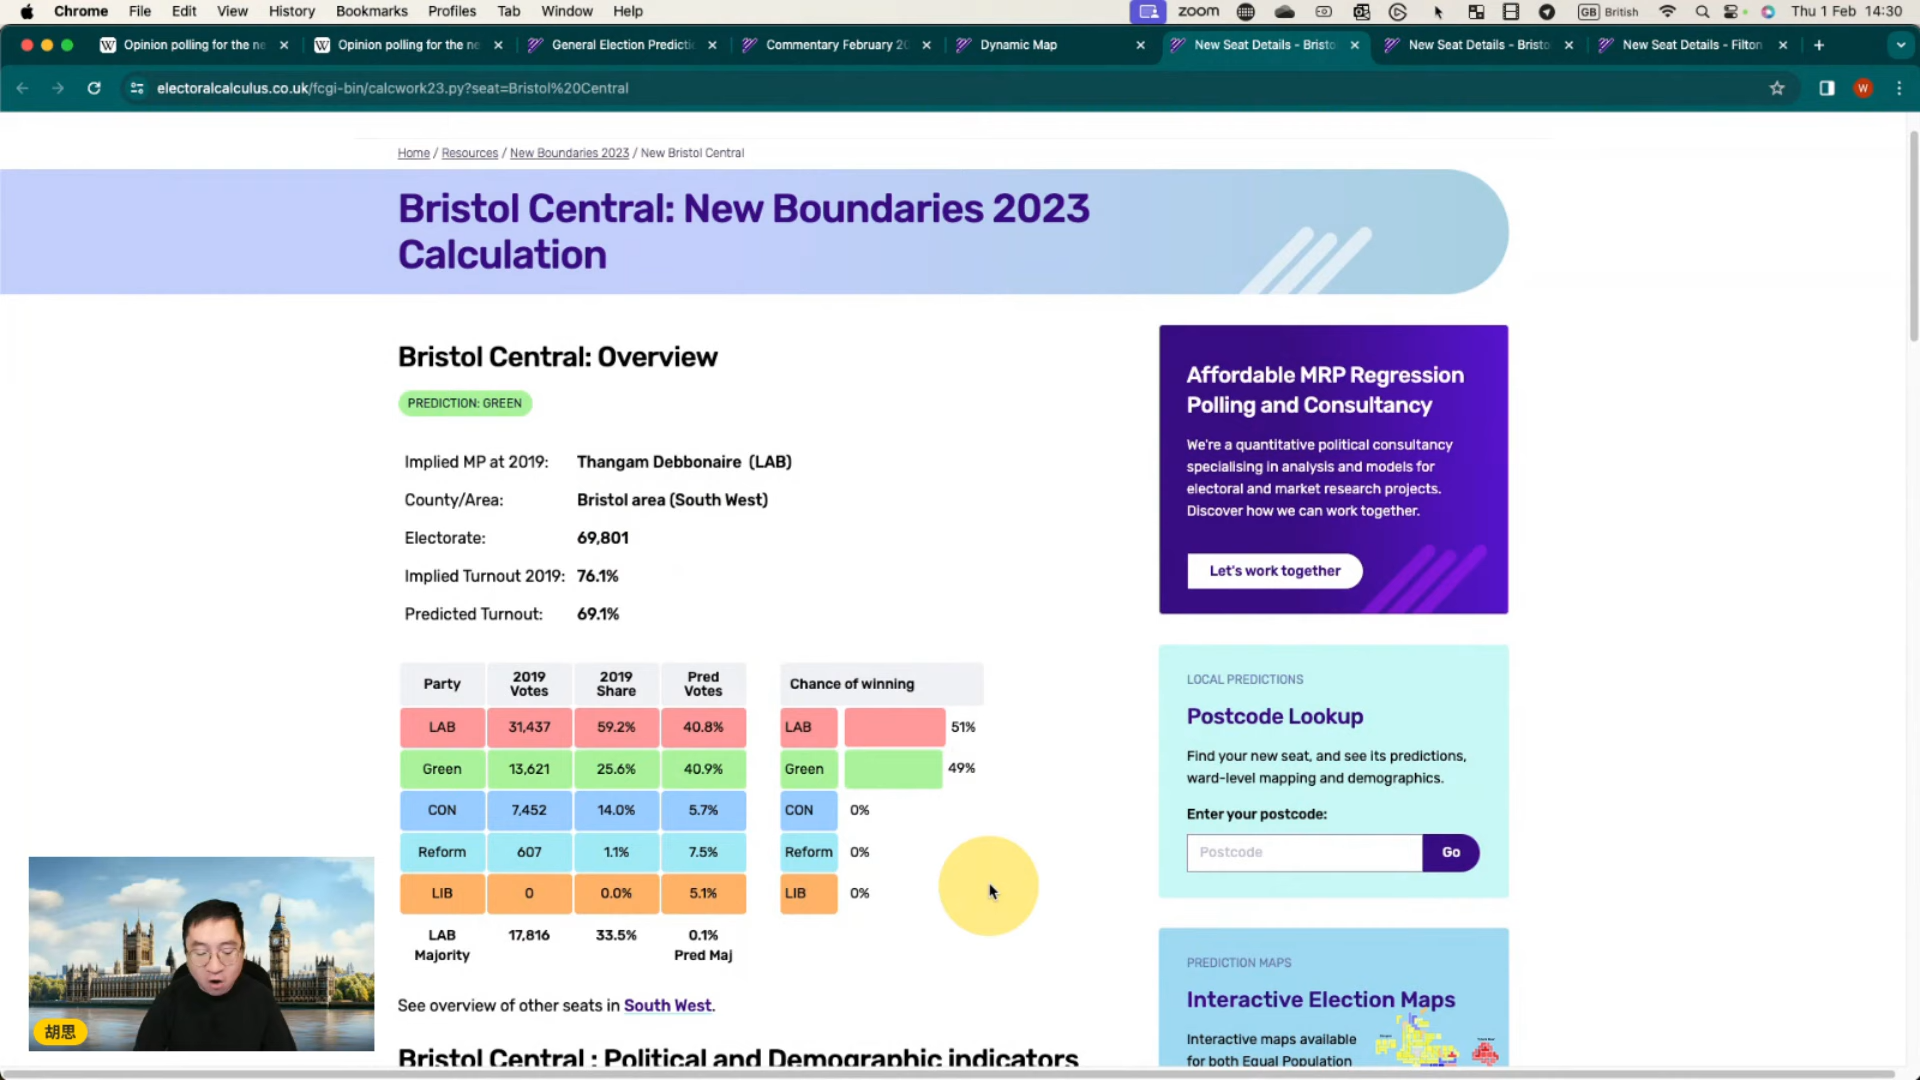 Chrome File Edit View History Bookmarks Profiles Tab Window Help zoom GB British Thu 1 Feb 14:30
Opinion polling for the ne Opinion polling for the ne General Election Predicti Commentary February 20 Dynamic Map New Seat Details - Bristo New Seat Details - Bristo New Seat Details - Filton
electoralcalculus.co.uk/fcgi-bin/calcwork23.py?seat=Bristol%20Central W
Home / Resources / New Boundaries 2023 / New Bristol Central
Bristol Central: New Boundaries 2023
Calculation
Bristol Central: Overview
PREDICTION: GREEN
Implied MP at 2019: Thangam Debbonaire (LAB)
County/Area: Bristol area (South West)
Electorate: 69,801
Implied Turnout 2019: 76.1%
Predicted Turnout: 69.1%
Party 2019 Votes 2019 Share Pred Votes
LAB 31,437 59.2% 40.8%
Green 13,621 25.6% 40.9%
CON 7,452 14.0% 5.7%
Reform 607 1.1% 7.5%
LIB 0 0.0% 5.1%
LAB Majority 17,816 33.5% 0.1% Pred Maj
Chance of winning
LAB 51%
Green 49%
CON 0%
Reform 0%
LIB 0%
See overview of other seats in South West.
Bristol Central : Political and Demographic indicators
Affordable MRP Regression
Polling and Consultancy
We're a quantitative political consultancy
specialising in analysis and models for
electoral and market research projects.
Discover how we can work together.
Let's work together
LOCAL PREDICTIONS
Postcode Lookup
Find your new seat, and see its predictions,
ward-level mapping and demographics.
Enter your postcode:
Postcode Go
PREDICTION MAPS
Interactive Election Maps
Interactive maps available
for both Equal Population
胡思